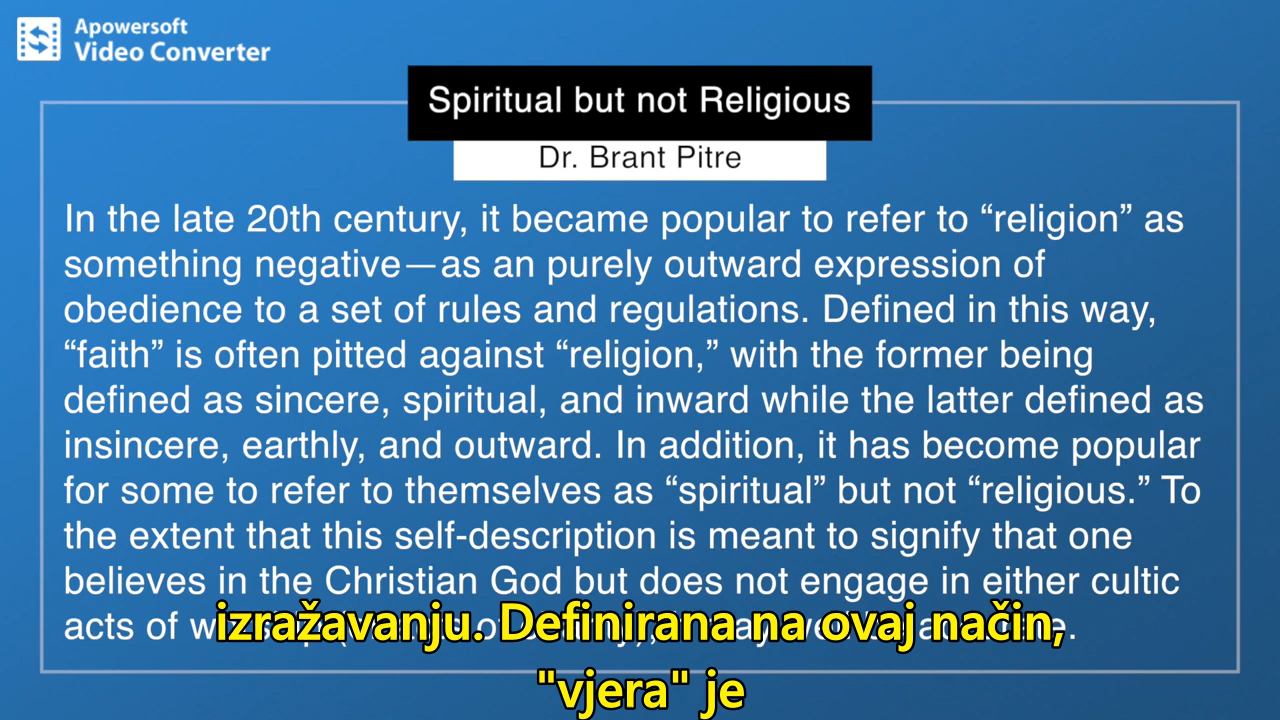 Apowersoft
Video Converter
Spiritual but not Religious
Dr. Brant Pitre
In the late 20th century, it became popular to refer to “religion” as
something negative—as an purely outward expression of
obedience to a set of rules and regulations. Defined in this way,
“faith” is often pitted against “religion,” with the former being
defined as sincere, spiritual, and inward while the latter defined as
insincere, earthly, and outward. In addition, it has become popular
for some to refer to themselves as “spiritual” but not “religious.” To
the extent that this self-description is meant to signify that one
believes in the Christian God but does not engage in either cultic
acts of
izražavanju. Definirana na ovaj način,
"vjera" je